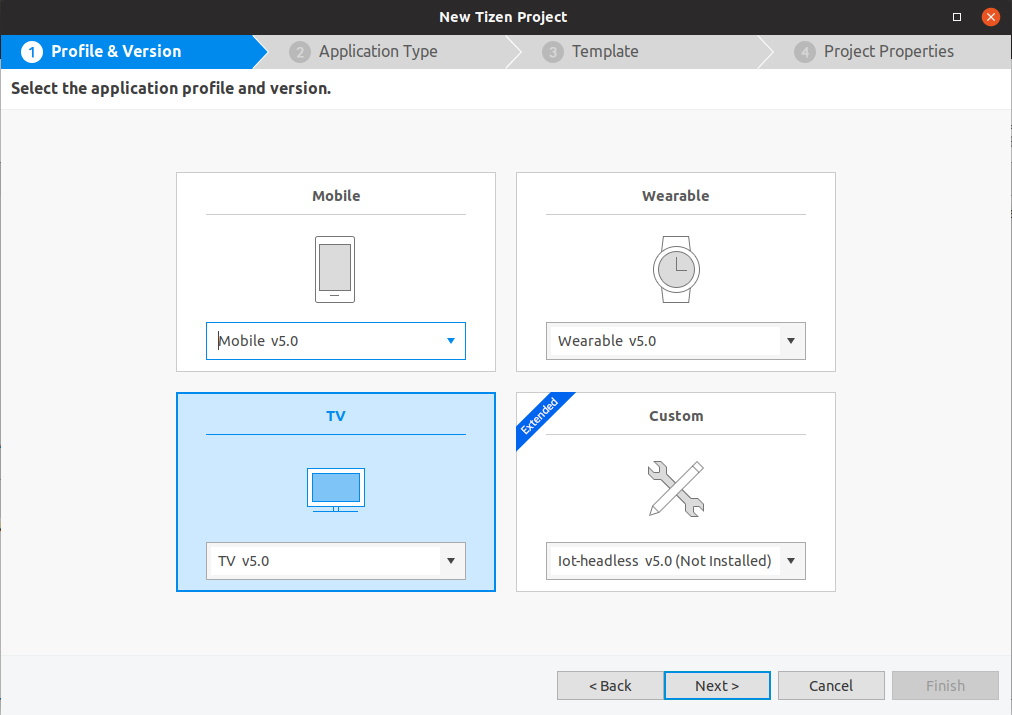 New Tizen Project
1 Profile & Version
2 Application Type
3 Template
4 Project Properties
Select the application profile and version.
Mobile
Mobile v5.0
Wearable
Wearable v5.0
TV
TV v5.0
Extended
Custom
Iot-headless v5.0 (Not Installed)
< Back
Next >
Cancel
Finish